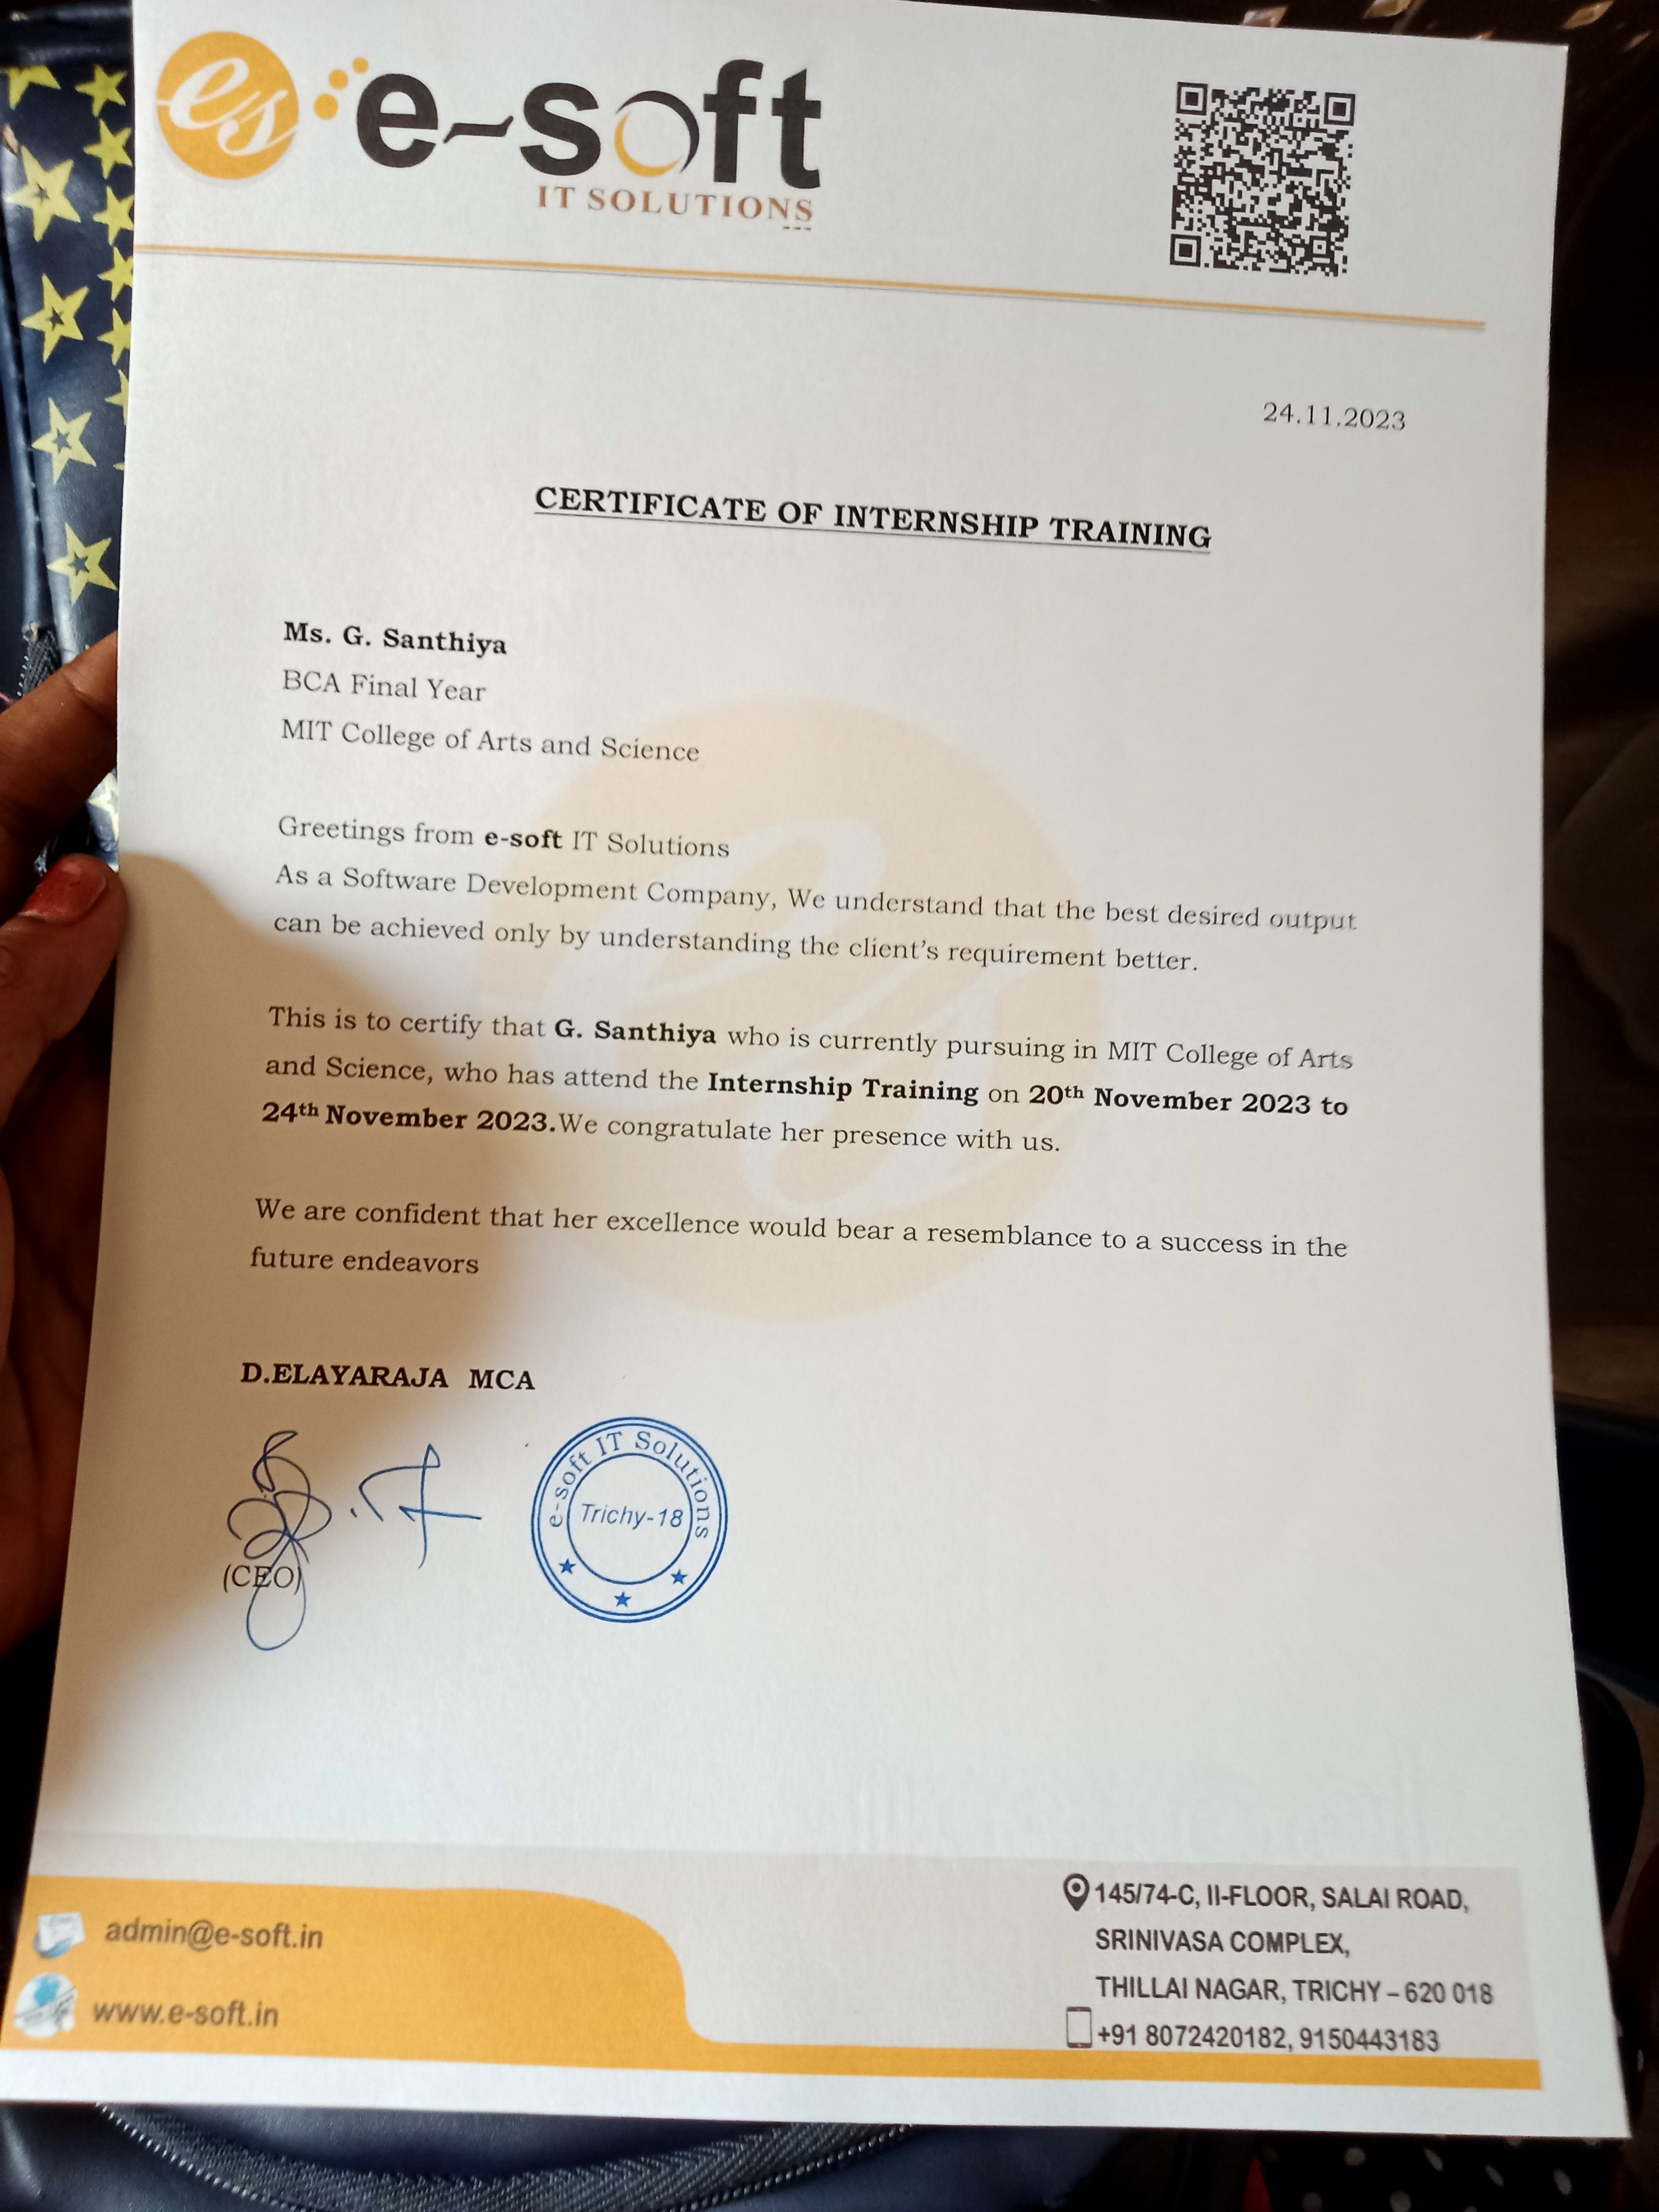 es e-soft
IT SOLUTIONS
24.11.2023
CERTIFICATE OF INTERNSHIP TRAINING
Ms. G. Santhiya
BCA Final Year
MIT College of Arts and Science
Greetings from e-soft IT Solutions
As a Software Development Company, We understand that the best desired output
can be achieved only by understanding the client's requirement better.
This is to certify that G. Santhiya who is currently pursuing in MIT College of Arts
and Science, who has attend the Internship Training on 20th November 2023 to
24th November 2023.We congratulate her presence with us.
We are confident that her excellence would bear a resemblance to a success in the
future endeavors
D.ELAYARAJA MCA
e-soft IT Solutions
Trichy-18
(CEO)
admin@e-soft.in
www.e-soft.in
145/74-C, II-FLOOR, SALAI ROAD,
SRINIVASA COMPLEX,
THILLAI NAGAR, TRICHY – 620 018
+91 8072420182, 9150443183